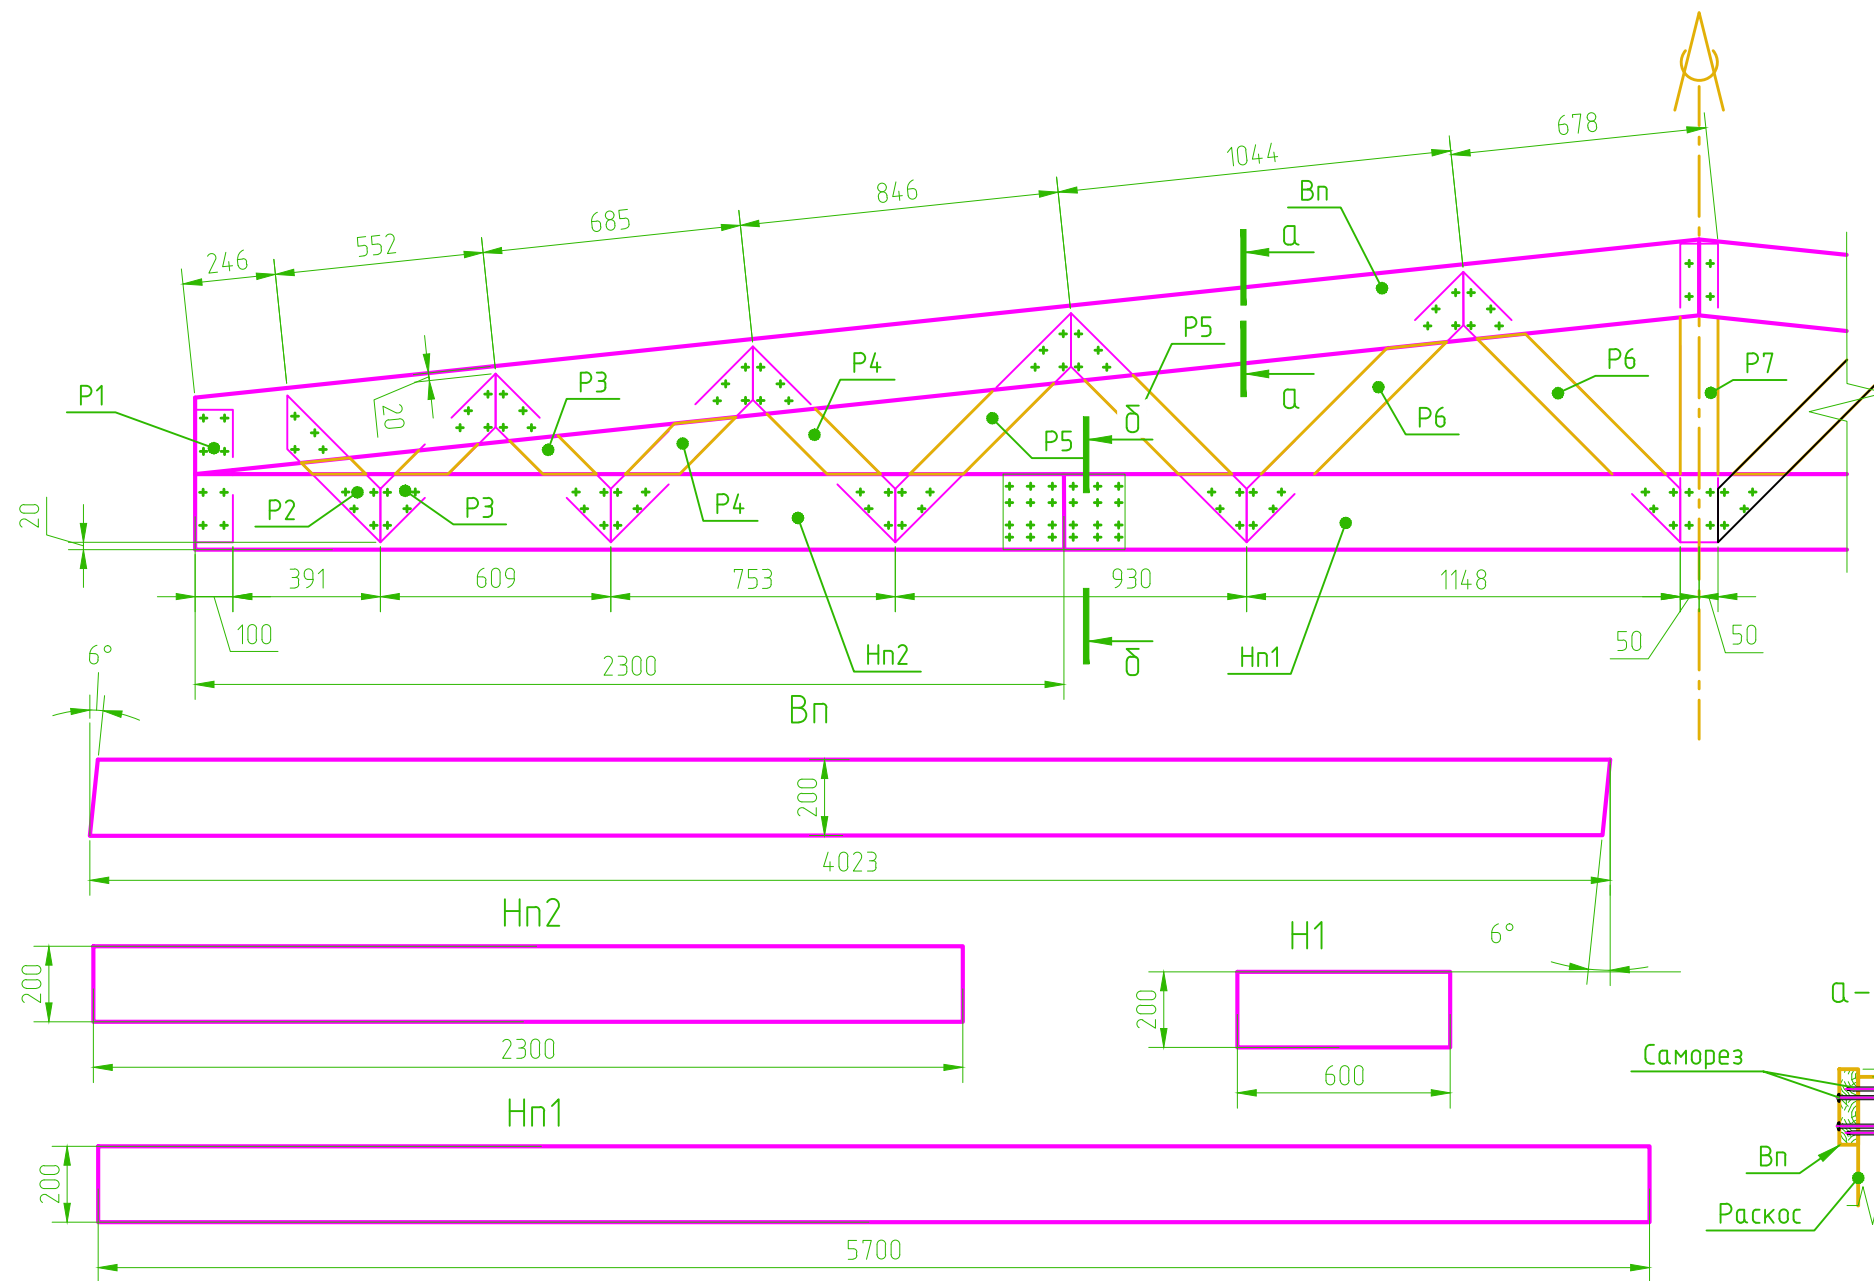 678
1044
846
685
552
246
Вп
а
Р5
Р4
Р3
Р6
Р7
Р1
20
а
б
Р5
Р6
Р2
Р3
Р4
20
391
609
753
930
1148
100
50
50
6°
2300
Нп2
б
Нп1
Вп
200
4023
Нп2
Н1
6°
200
200
а-
2300
600
Саморез
Нп1
Вп
200
Раскос
5700